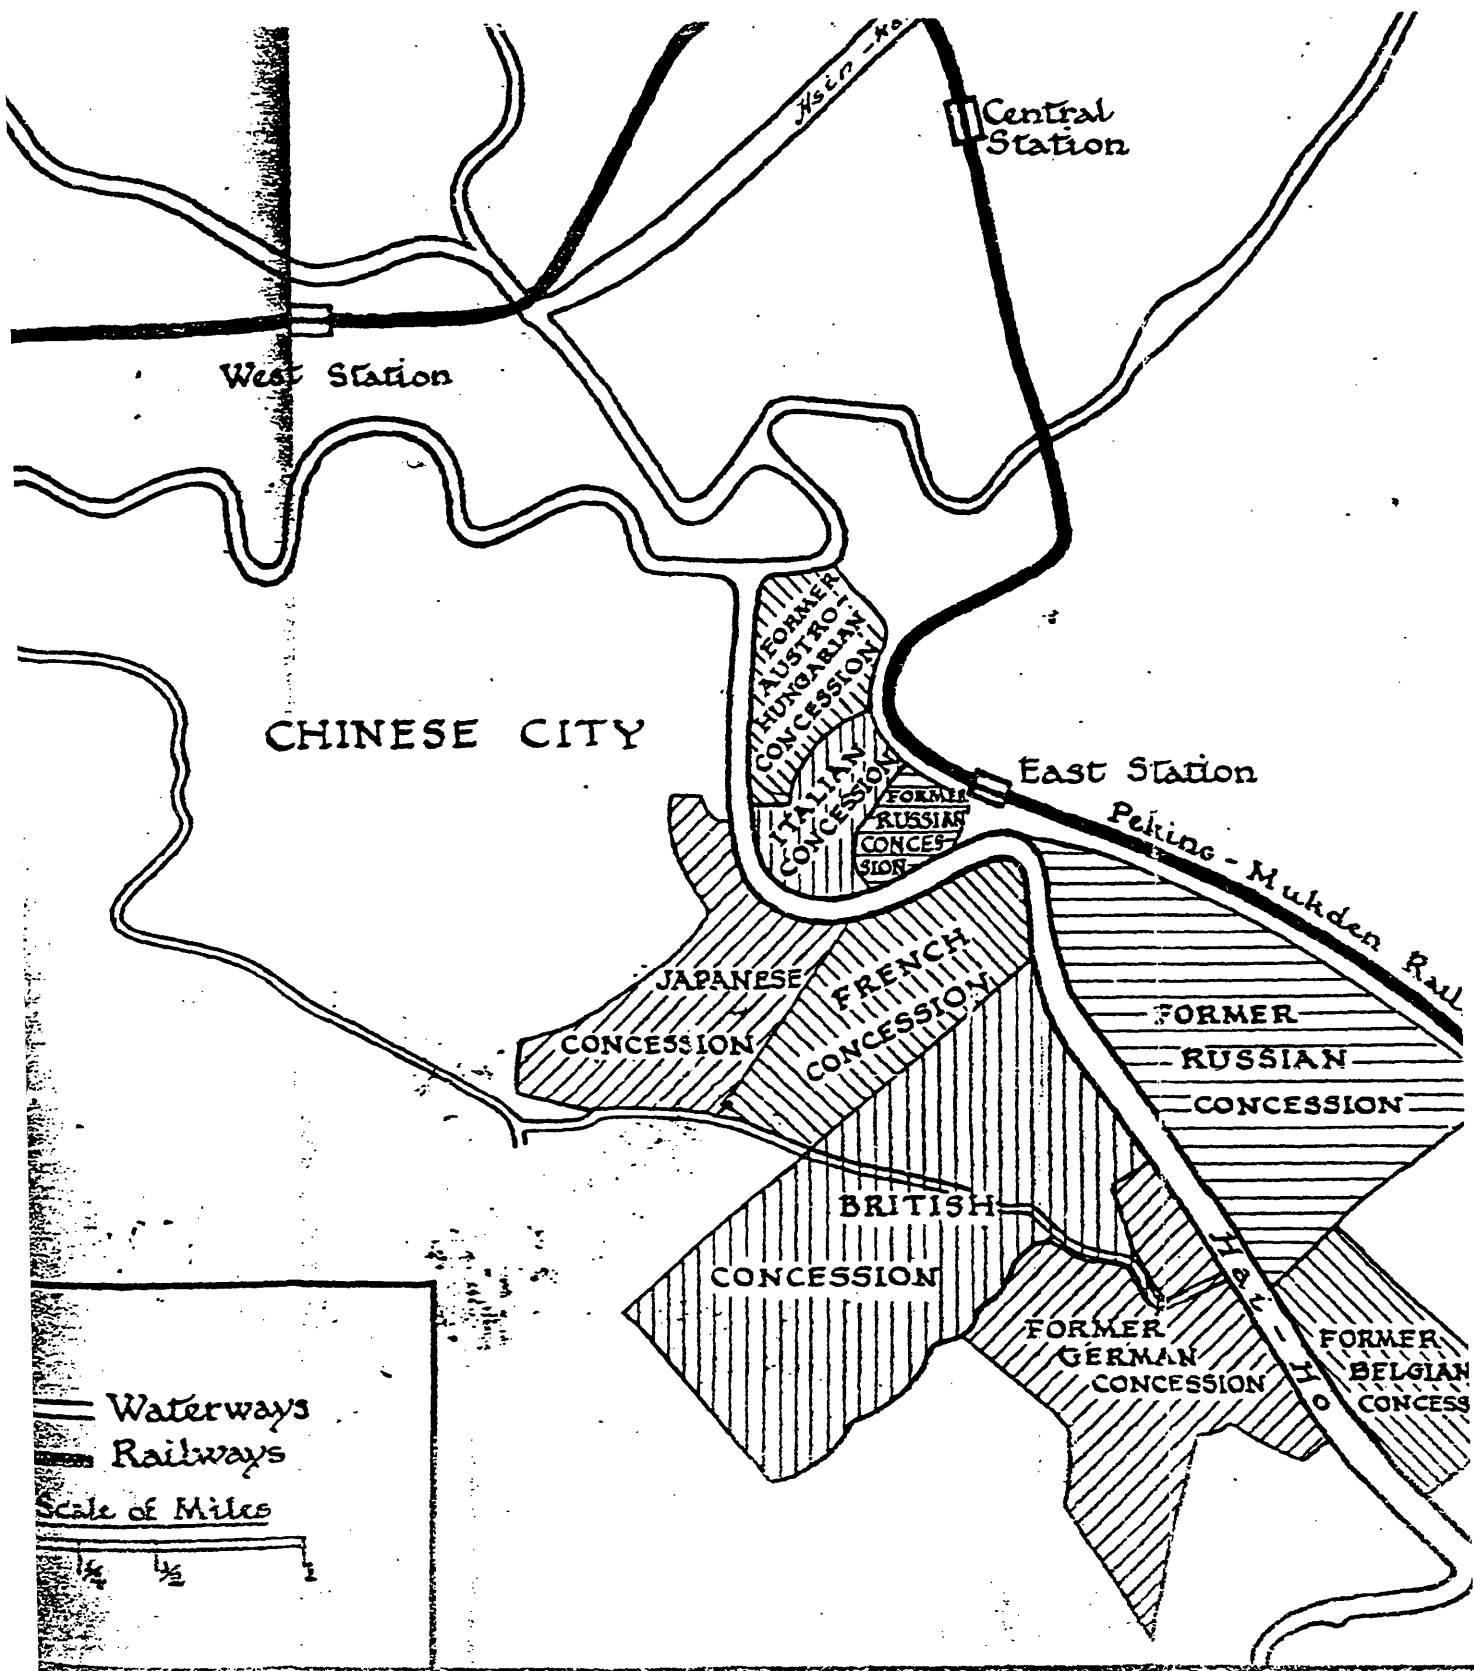 Hsin-
Central
Station
West Station
FORMER
AUSTRO-
HUNGARIAN
CONCESSION
CHINESE CITY
ITALIAN
CONCESSION
East Station
FORMER
RUSSIAN
CONCES
SION
Peking-Mukden Rail
JAPANESE
CONCESSION
FRENCH
CONCESSION
FORMER
RUSSIAN
CONCESSION
BRITISH
CONCESSION
Hai-Ho
FORMER
GERMAN
CONCESSION
FORMER
BELGIAN
CONCESS
Waterways
Railways
Scale of Miles
1/4 1/2 1